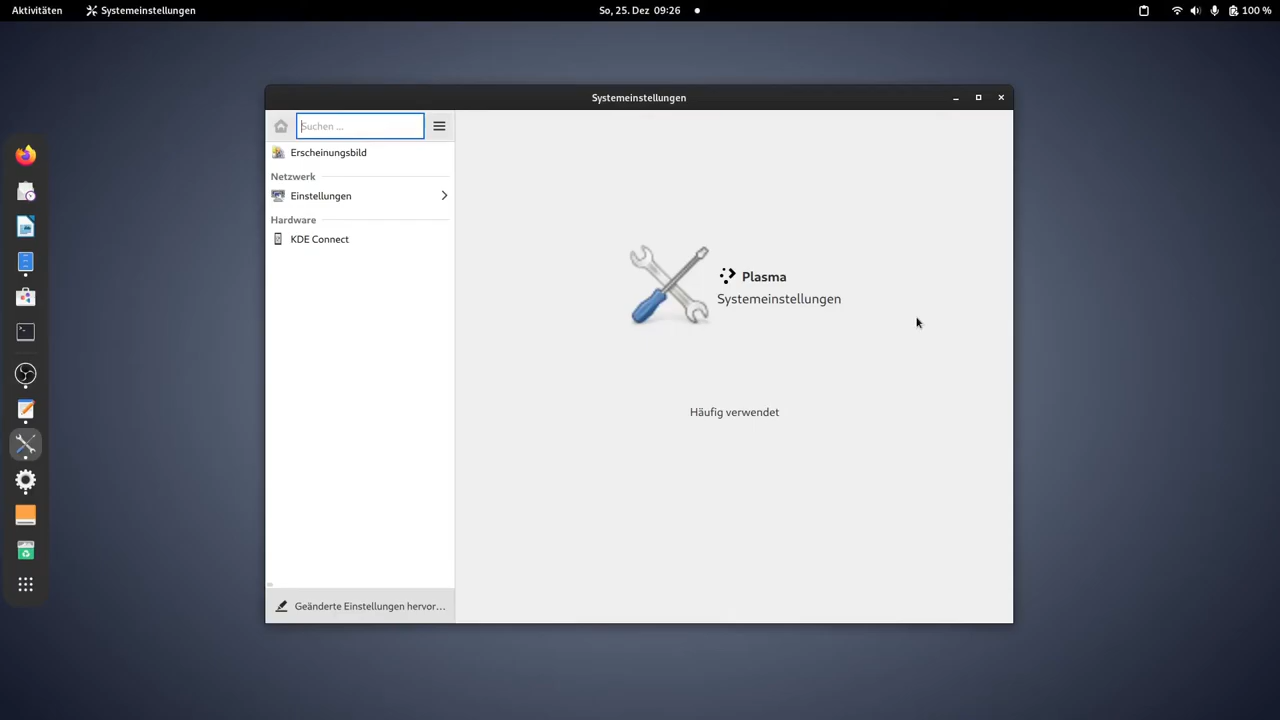 Aktivitäten
Systemeinstellungen
So, 25. Dez 09:26
100 %
Systemeinstellungen
Suchen ...
Erscheinungsbild
Netzwerk
Einstellungen
Hardware
KDE Connect
Plasma
Systemeinstellungen
Häufig verwendet
Geänderte Einstellungen hervor…